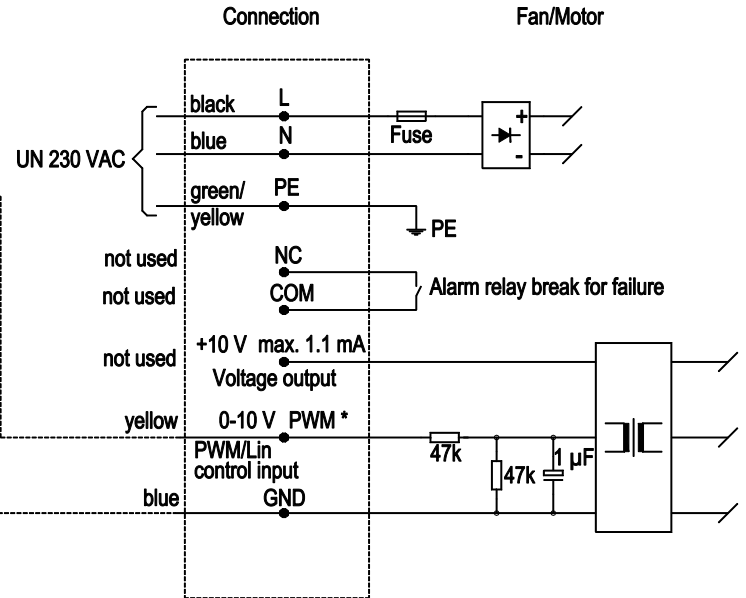 Connection
Fan/Motor
black
L
blue
N
Fuse
+
-
UN 230 VAC
green/
yellow
PE
PE
not used
NC
not used
COM
Alarm relay break for failure
not used
+10 V max. 1.1 mA
Voltage output
yellow
0-10 V PWM *
PWM/Lin
control input
47k
47k
1 µF
blue
GND